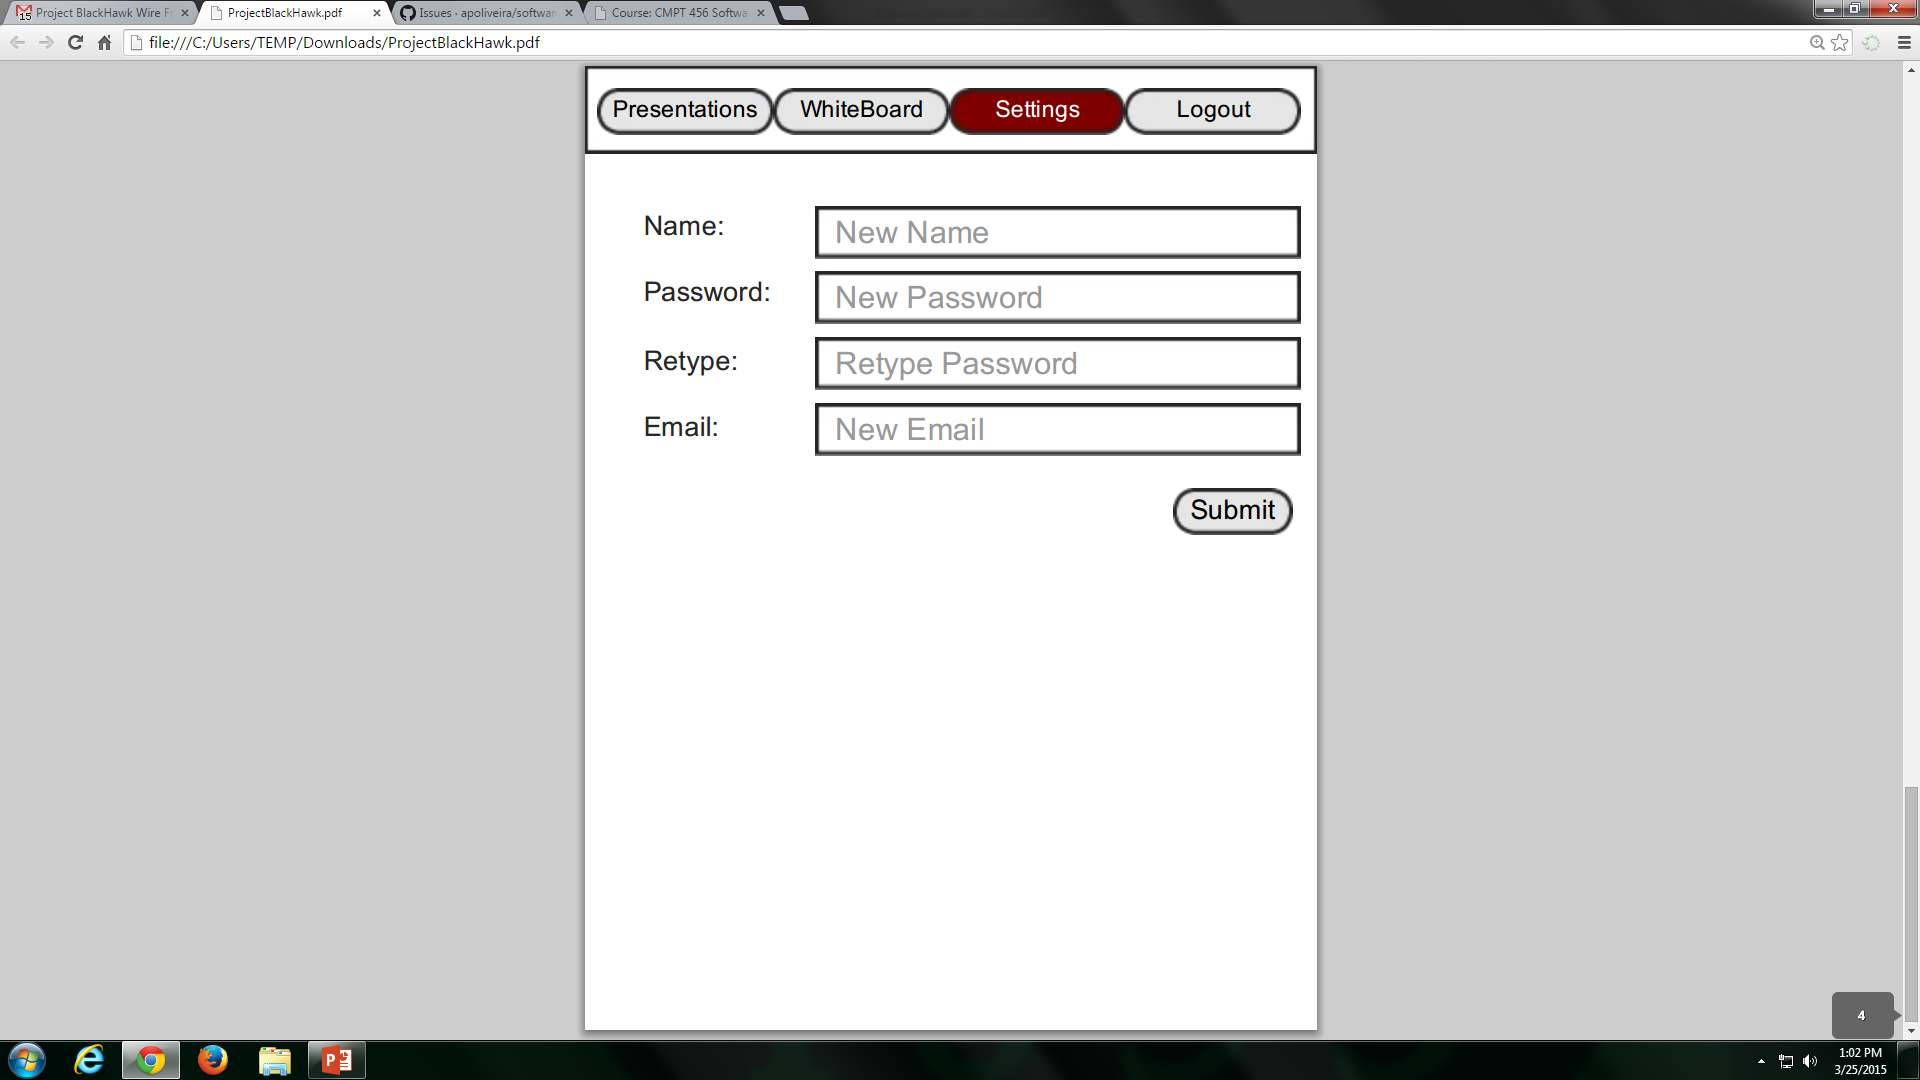 Project BlackHawk Wire Fr
ProjectBlackHawk.pdf
Issues · apoliveira/softwar
Course: CMPT 456 Softwa
15
file:///C:/Users/TEMP/Downloads/ProjectBlackHawk.pdf
Presentations WhiteBoard Settings Logout
Name: New Name
Password: New Password
Retype: Retype Password
Email: New Email
Submit
4
1:02 PM
3/25/2015